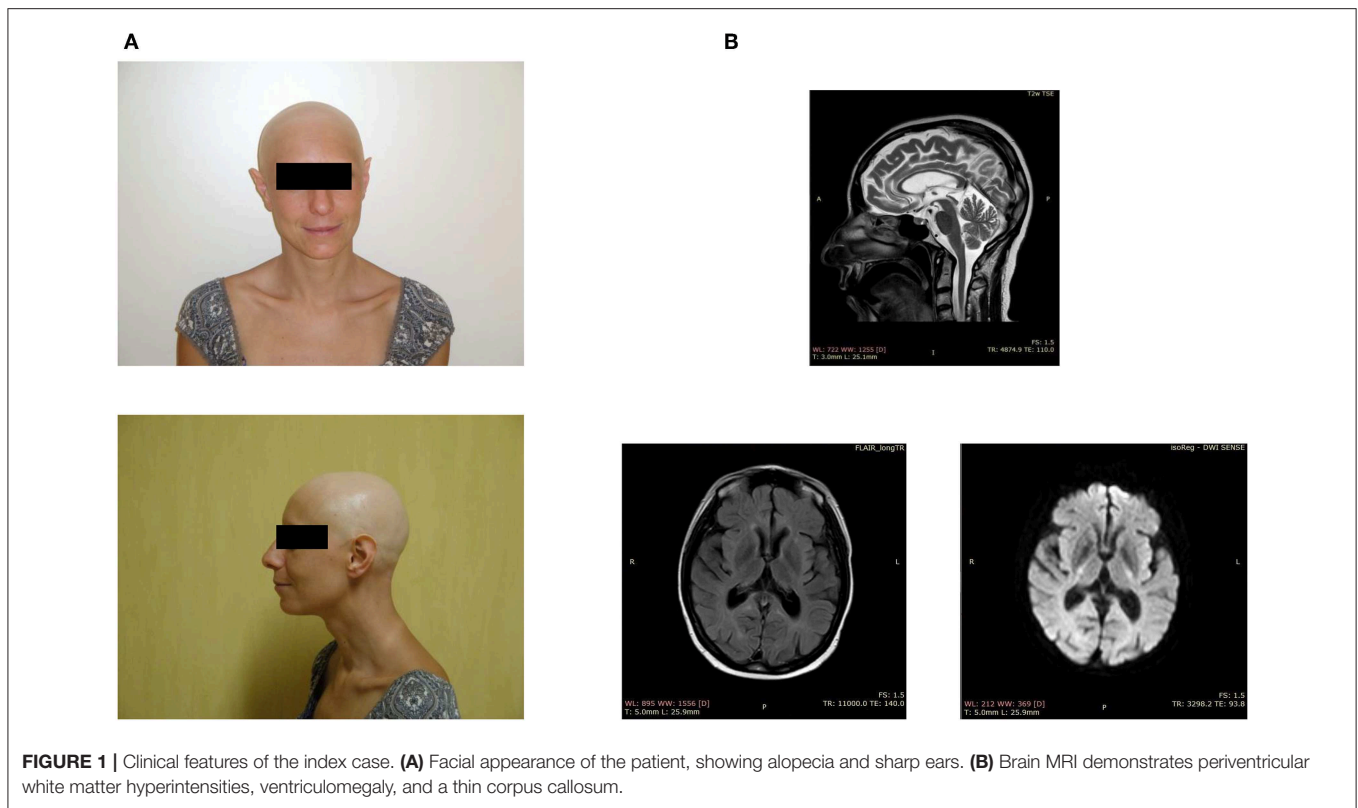 A
B
T2w TSE
A
P
FS: 1.5
WL: 722 WW: 1255 [D]
TR: 4874.9 TE: 110.0
T: 3.0mm L: 25.1mm
I
FLAIR_longTR
R
L
FS: 1.5
WL: 895 WW: 1556 [D]
TR: 11000.0 TE: 140.0
T: 5.0mm L: 25.9mm
P
isoReg - DWI SENSE
R
L
FS: 1.5
WL: 212 WW: 369 [D]
TR: 3298.2 TE: 93.8
T: 5.0mm L: 25.9mm
P
FIGURE 1 | Clinical features of the index case. (A) Facial appearance of the patient, showing alopecia and sharp ears. (B) Brain MRI demonstrates periventricular
white matter hyperintensities, ventriculomegaly, and a thin corpus callosum.